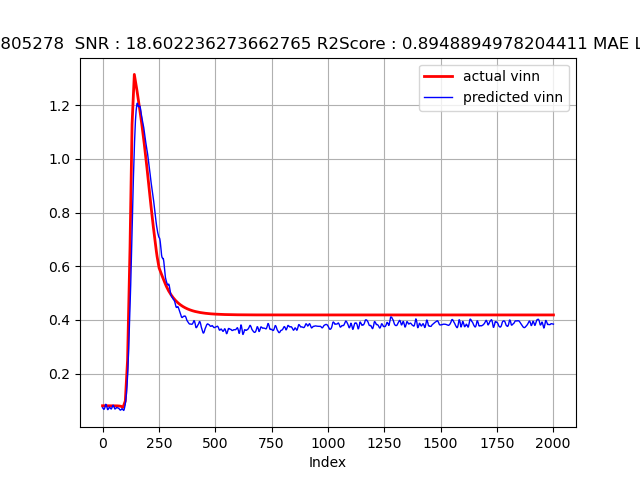 805278  SNR : 18.602236273662765 R2Score : 0.8948894978204411 MAE L
actual vinn
predicted vinn
1.2
1.0
0.8
0.6
0.4
0.2
0 250 500 750 1000 1250 1500 1750 2000
Index